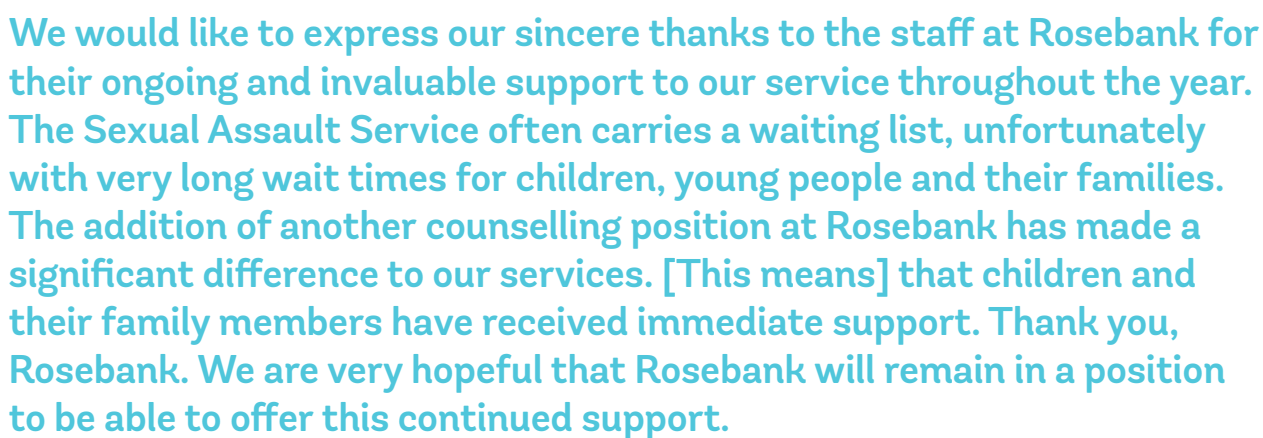 We would like to express our sincere thanks to the staff at Rosebank for
their ongoing and invaluable support to our service throughout the year.
The Sexual Assault Service often carries a waiting list, unfortunately
with very long wait times for children, young people and their families.
The addition of another counselling position at Rosebank has made a
significant difference to our services. [This means] that children and
their family members have received immediate support. Thank you,
Rosebank. We are very hopeful that Rosebank will remain in a position
to be able to offer this continued support.